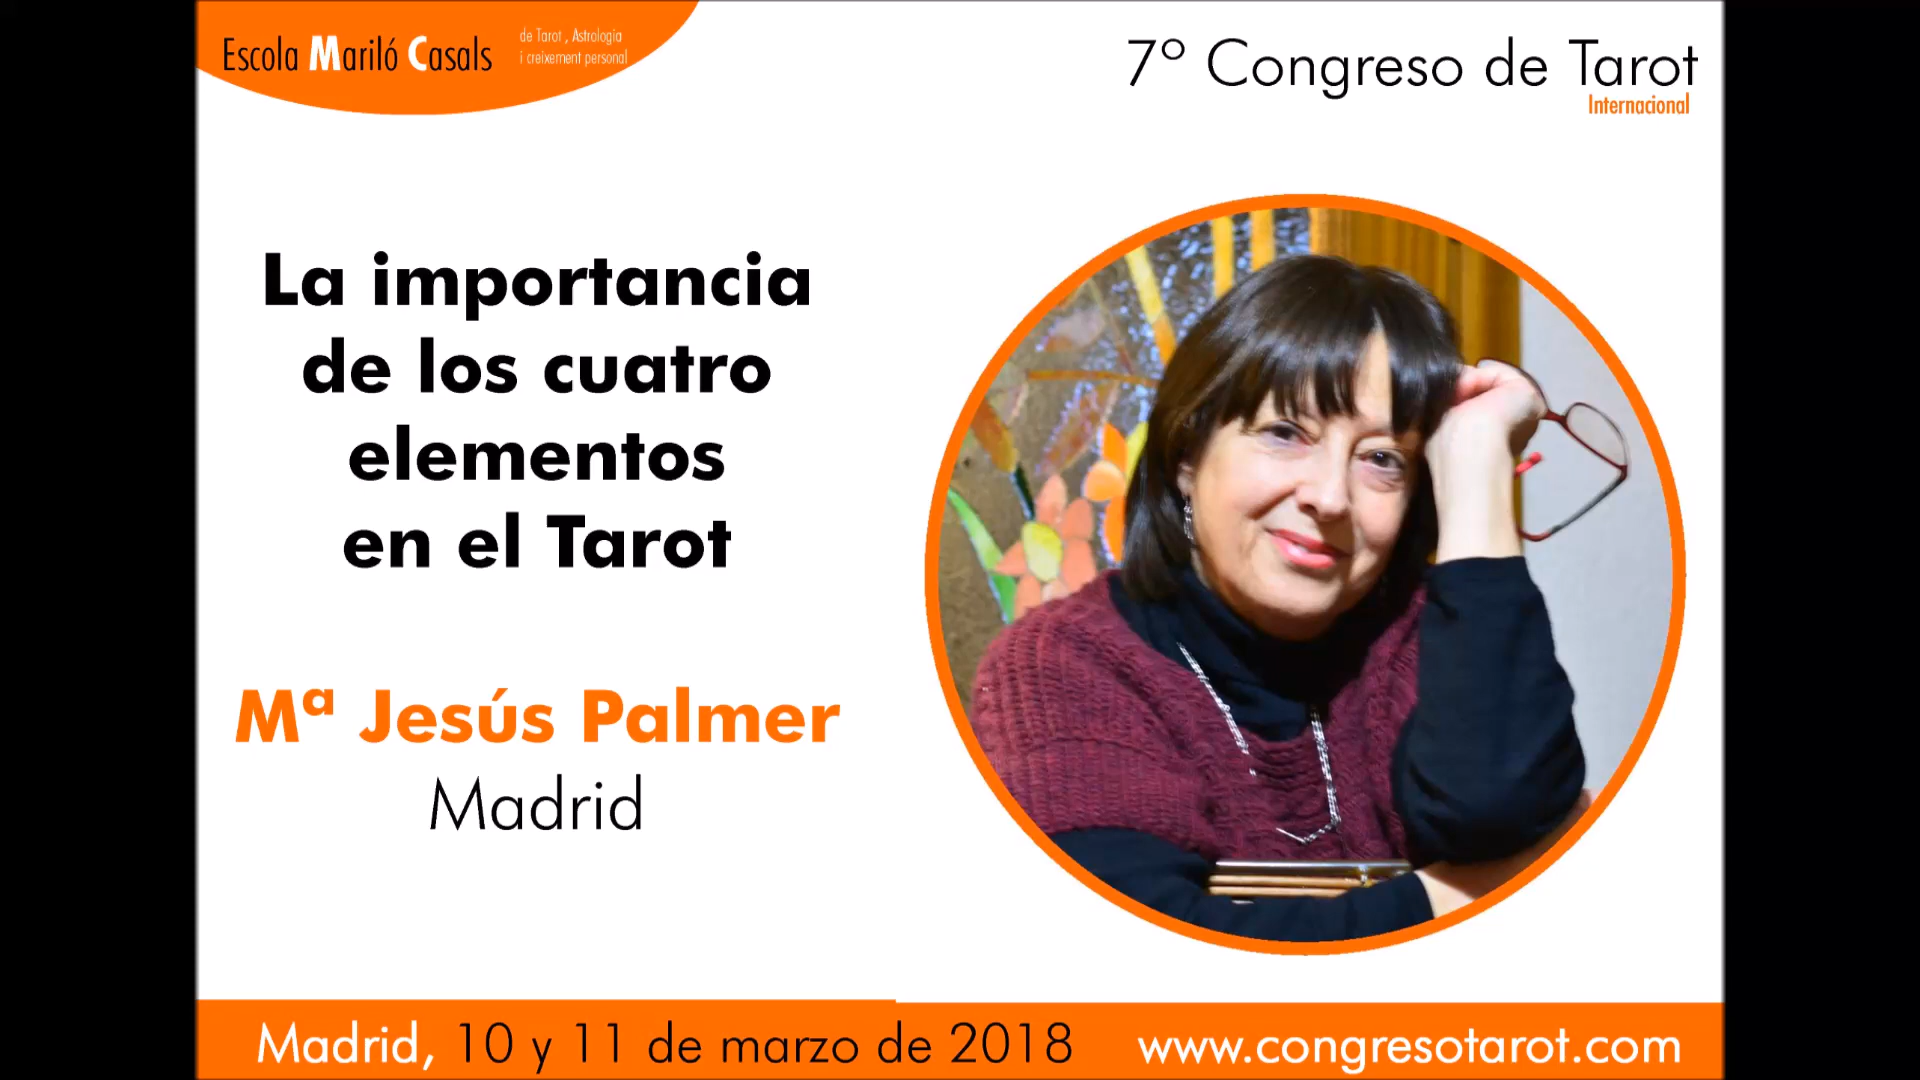 Escola Mariló Casals
de Tarot , Astrologia
i creixement personal
7º Congreso de Tarot
Internacional
La importancia
de los cuatro
elementos
en el Tarot
Mª Jesús Palmer
Madrid
Madrid, 10 y 11 de marzo de 2018
www.congresotarot.com